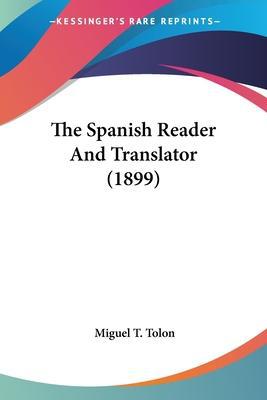 KESSINGER'S RARE REPRINTS
The Spanish Reader
And Translator
(1899)
Miguel T. Tolon